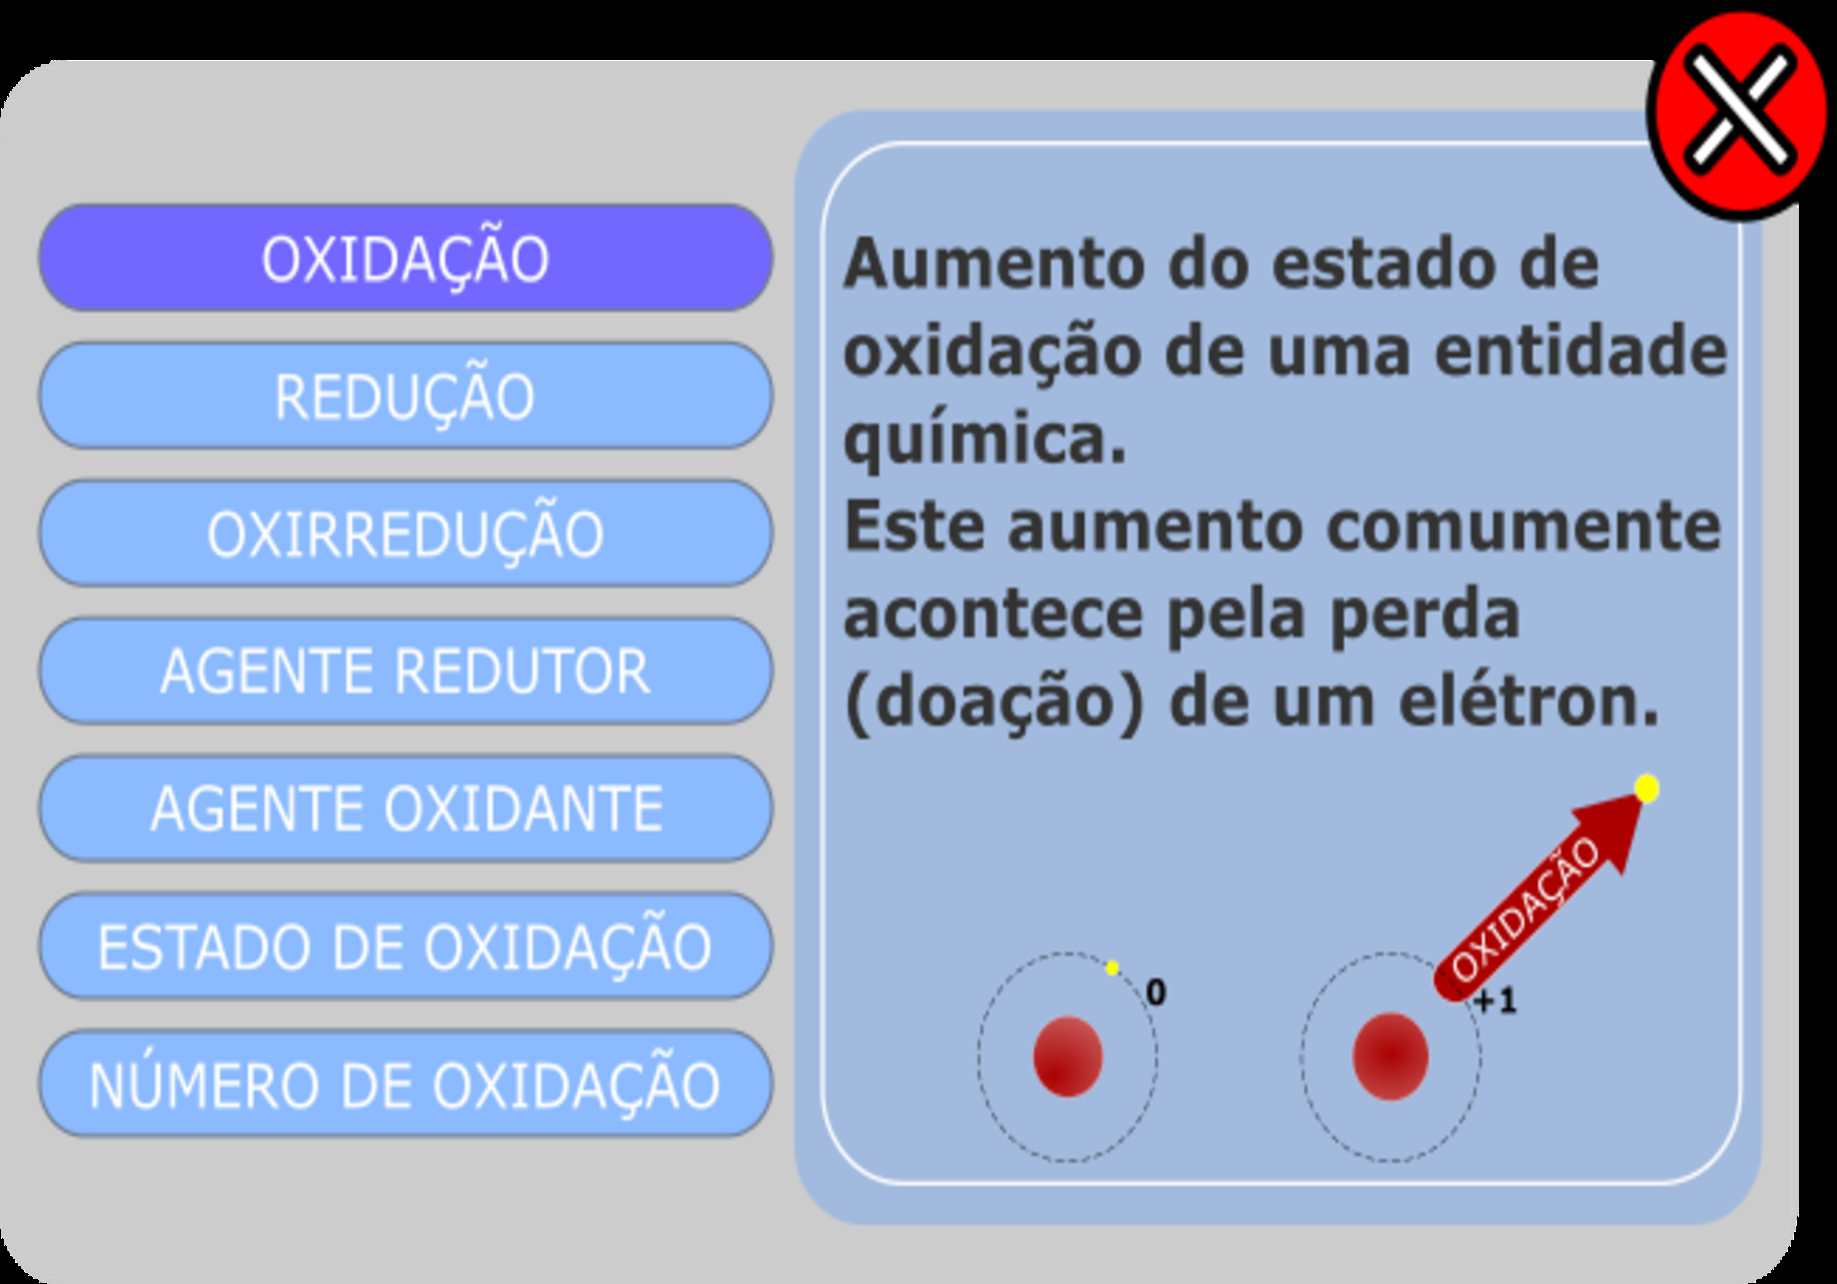 OXIDAÇÃO
REDUÇÃO
OXIRREDUÇÃO
AGENTE REDUTOR
AGENTE OXIDANTE
ESTADO DE OXIDAÇÃO
NÚMERO DE OXIDAÇÃO
Aumento do estado de
oxidação de uma entidade
química.
Este aumento comumente
acontece pela perda
(doação) de um elétron.
OXIDAÇÃO
0
+1